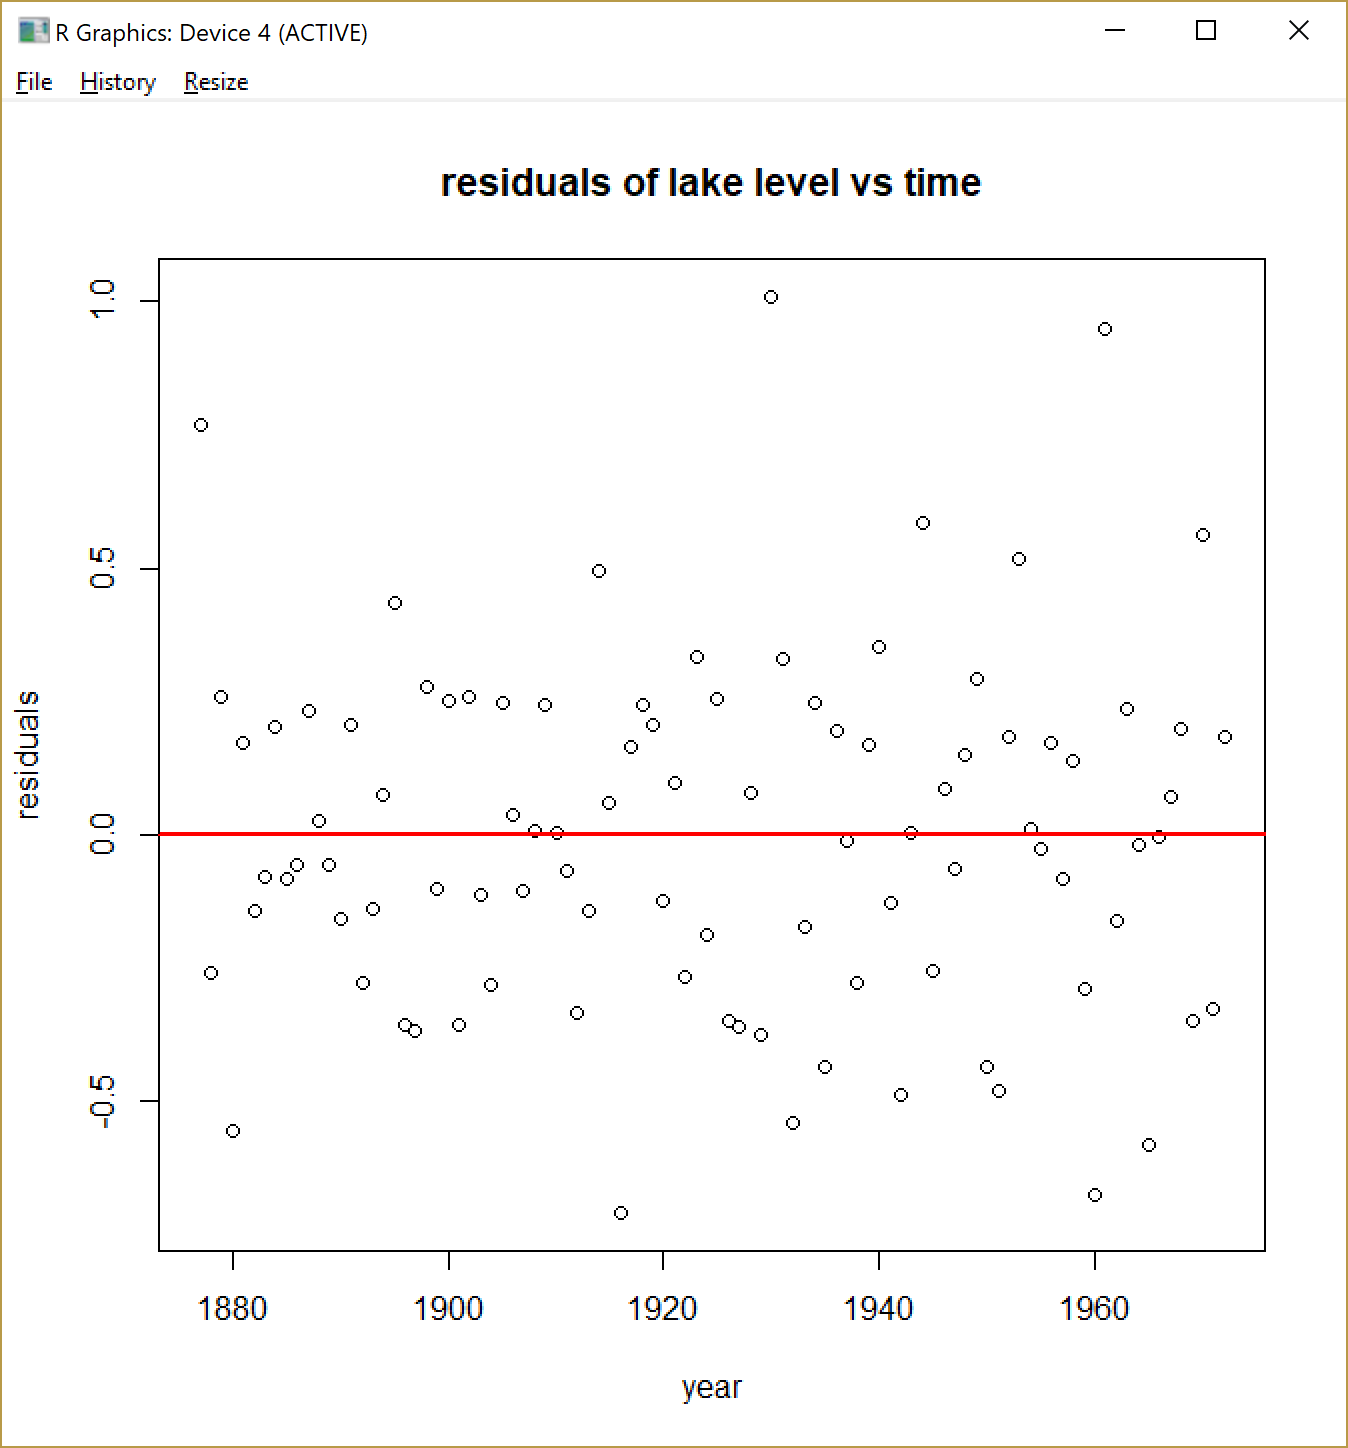 R Graphics: Device 4 (ACTIVE)
File History Resize
residuals of lake level vs time
1.0
0.5
0.0
-0.5
residuals
1880 1900 1920 1940 1960
year